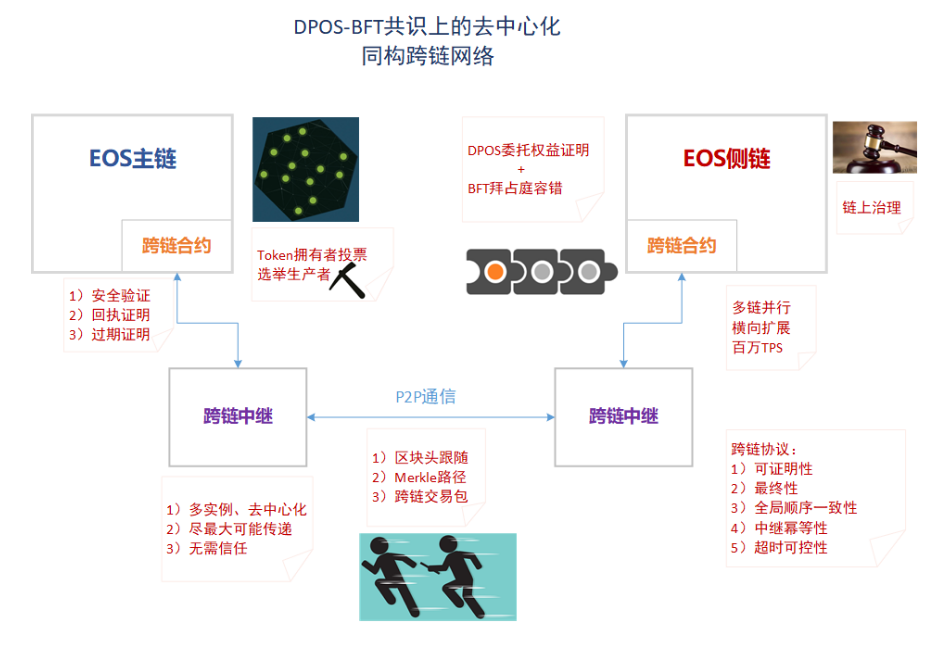 DPOS-BFT共识上的去中心化
同构跨链网络
EOS主链
跨链合约
Token拥有者投票
选举生产者
DPOS委托权益证明
+
BFT拜占庭容错
EOS侧链
跨链合约
链上治理
1）安全验证
2）回执证明
3）过期证明
多链并行
横向扩展
百万TPS
跨链中继
P2P通信
跨链中继
1）区块头跟随
2）Merkle路径
3）跨链交易包
1）多实例、去中心化
2）尽最大可能传递
3）无需信任
跨链协议：
1）可证明性
2）最终性
3）全局顺序一致性
4）中继幂等性
5）超时可控性